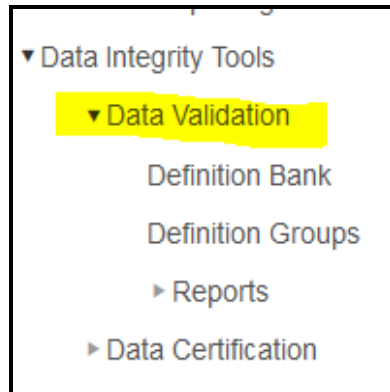 Data Integrity Tools
Data Validation
Definition Bank
Definition Groups
Reports
Data Certification